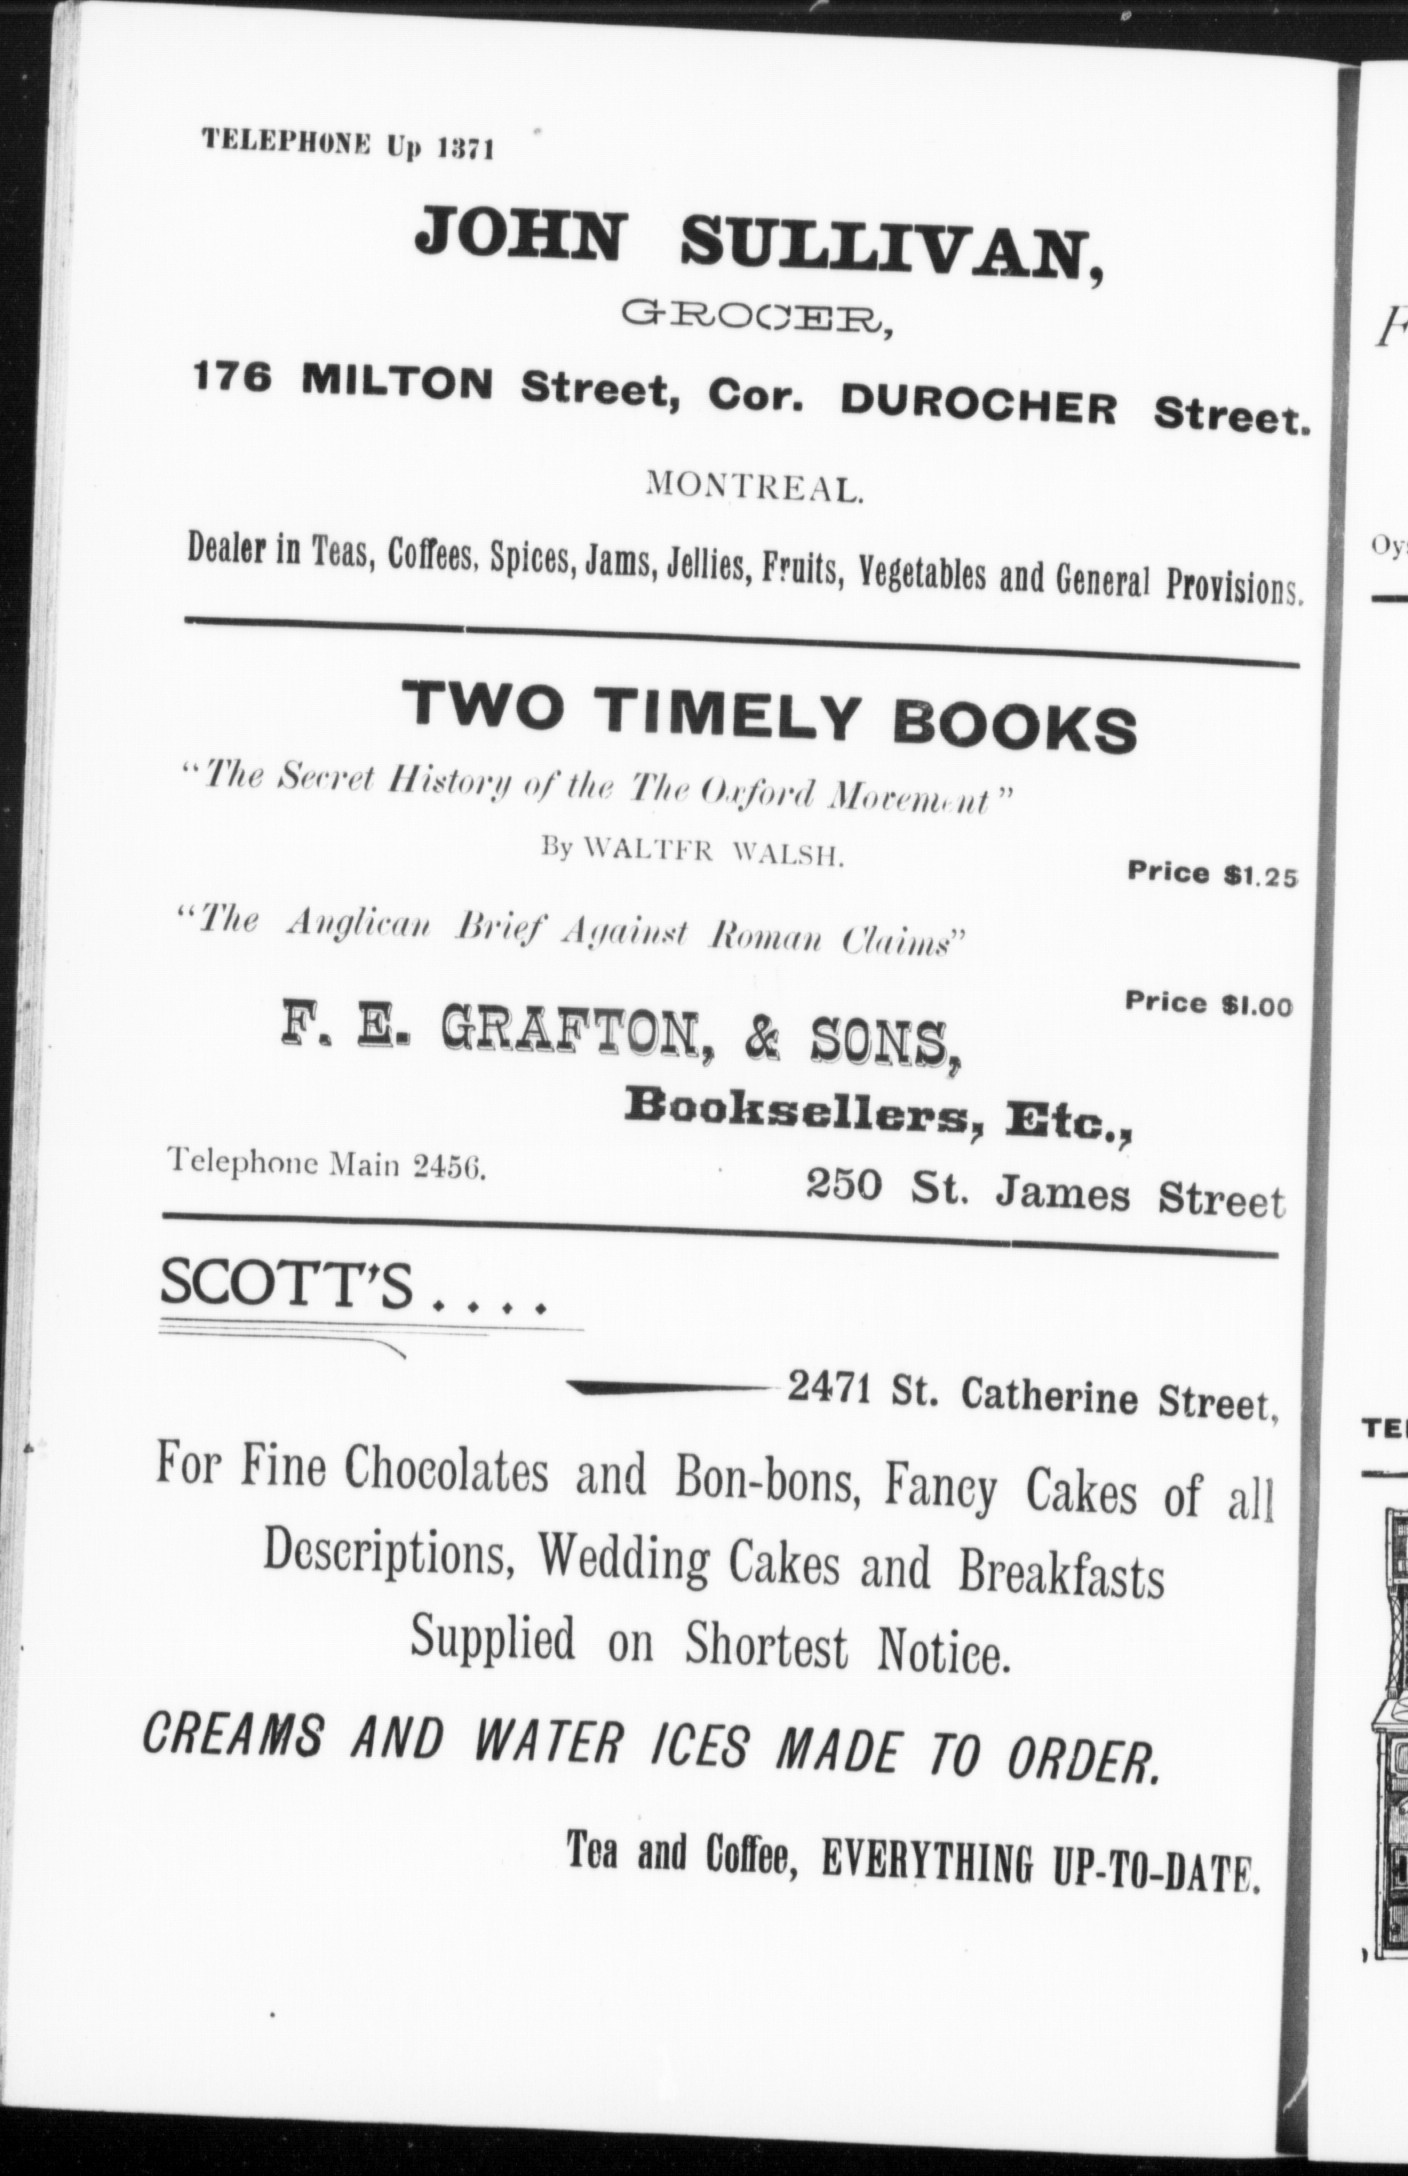 TELEPHONE Up 1371
JOHN SULLIVAN,
GROCER,
176 MILTON Street, Cor. DUROCHER Street.
MONTREAL.
Dealer in Teas, Coffees, Spices, Jams, Jellies, Fruits, Vegetables and General Provisions.
TWO TIMELY BOOKS
"The Secret History of the The Oxford Movement"
By WALTER WALSH.
Price $1.25
"The Anglican Brief Against Roman Claims"
Price $1.00
F. E. GRAFTON, & SONS,
Booksellers, Etc.,
Telephone Main 2456.
250 St. James Street
SCOTT'S ....
2471 St. Catherine Street,
For Fine Chocolates and Bon-bons, Fancy Cakes of all
Descriptions, Wedding Cakes and Breakfasts
Supplied on Shortest Notice.
CREAMS AND WATER ICES MADE TO ORDER.
Tea and Coffee, EVERYTHING UP-TO-DATE.